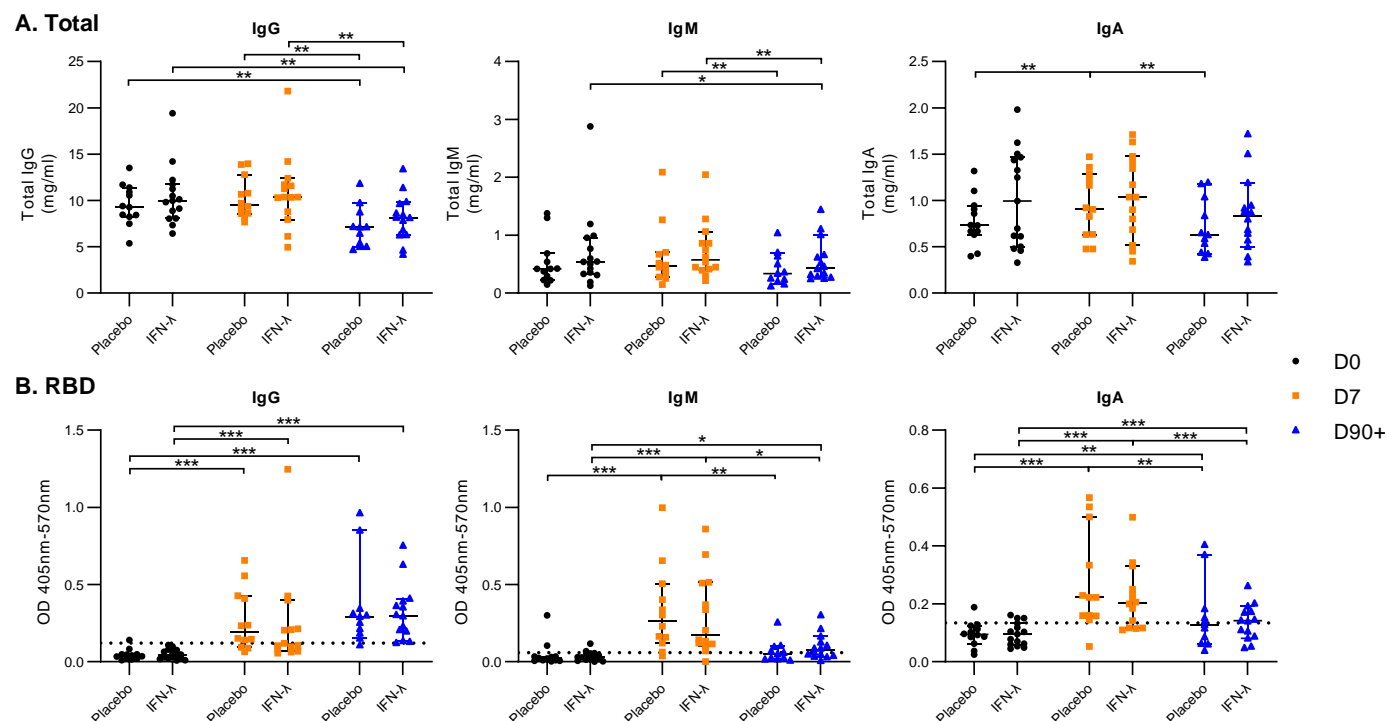 A. Total
IgG
IgM
IgA
** ** ** **
** ** *
** **
Total IgG
(mg/ml)
25
20
15
10
5
0
Placebo IFN-λ Placebo IFN-λ Placebo IFN-λ
Total IgM
(mg/ml)
4
3
2
1
0
Placebo IFN-λ Placebo IFN-λ Placebo IFN-λ
Total IgA
(mg/ml)
2.5
2.0
1.5
1.0
0.5
0.0
Placebo IFN-λ Placebo IFN-λ Placebo IFN-λ
D0
D7
D90+
B. RBD
IgG
IgM
IgA
*** *** *** ***
* *** * *** **
*** *** *** ** *** **
OD 405nm-570nm
1.5
1.0
0.5
0.0
Placebo IFN-λ Placebo IFN-λ Placebo IFN-λ
OD 405nm-570nm
1.5
1.0
0.5
0.0
Placebo IFN-λ Placebo IFN-λ Placebo IFN-λ
OD 405nm-570nm
0.8
0.6
0.4
0.2
0.0
Placebo IFN-λ Placebo IFN-λ Placebo IFN-λ